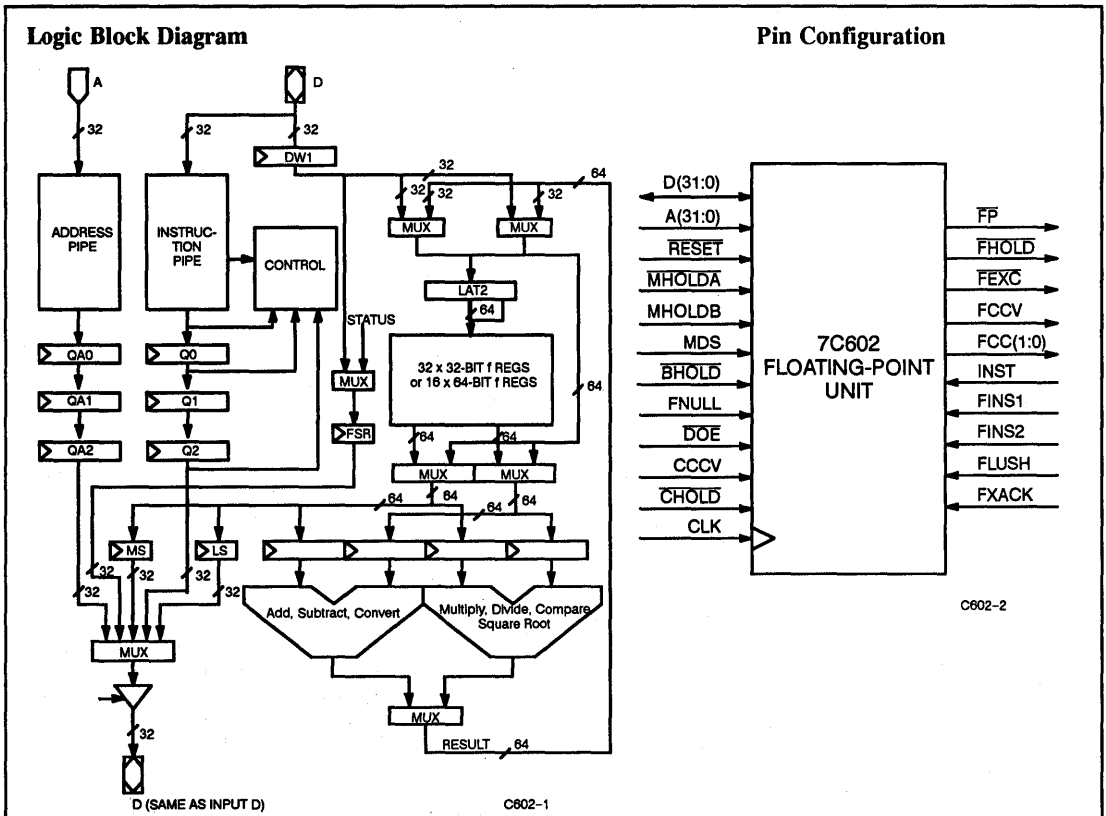 Logic Block Diagram
Pin Configuration
A
D
32
32
32
DW1
32
64
32
32
32
MUX
MUX
ADDRESS
PIPE
INSTRUC-
TION
PIPE
CONTROL
LAT2
64
STATUS
QA0
Q0
MUX
32 x 32-BIT f REGS
or 16 x 64-BIT f REGS
64
QA1
Q1
FSR
QA2
Q2
64
64
MUX
MUX
64
64
64
64
MS
LS
32
32
32
32
32
Add, Subtract, Convert
Multiply, Divide, Compare
Square Root
MUX
MUX
32
RESULT
64
D (SAME AS INPUT D)
C602-1
D(31:0)
A(31:0)
RESET
MHOLDA
MHOLDB
MDS
BHOLD
FNULL
DOE
CCCV
CHOLD
CLK
7C602
FLOATING-POINT
UNIT
FP
FHOLD
FEXC
FCCV
FCC(1:0)
INST
FINS1
FINS2
FLUSH
FXACK
C602-2